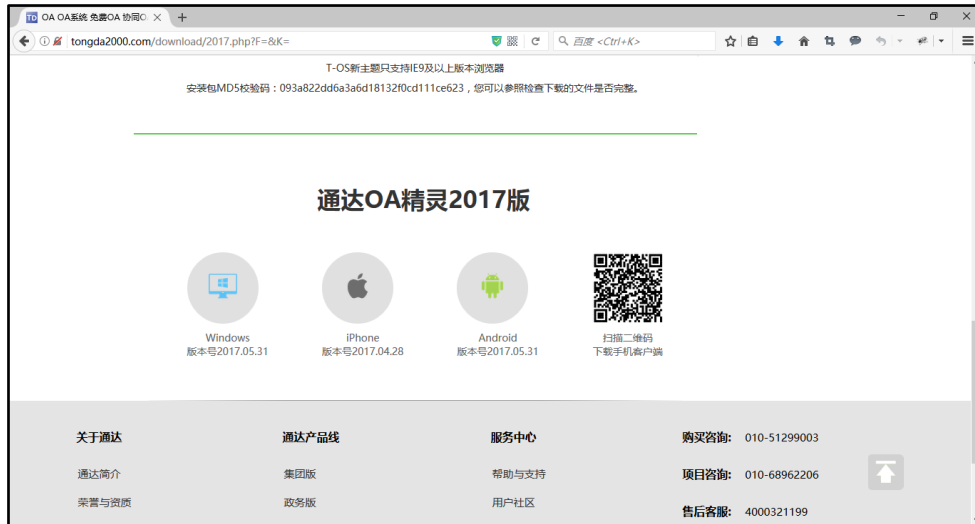 OA OA系统 免费OA 协同O
tongda2000.com/download/2017.php?F=&K=
百度 <Ctrl+K>
T-OS新主题只支持IE9及以上版本浏览器
安装包MD5校验码：093a822dd6a3a6d18132f0cd111ce623，您可以参照检查下载的文件是否完整。
通达OA精灵2017版
Windows
版本号2017.05.31
iPhone
版本号2017.04.28
Android
版本号2017.05.31
扫描二维码
下载手机客户端
关于通达
通达简介
荣誉与资质
通达产品线
集团版
政务版
服务中心
帮助与支持
用户社区
购买咨询: 010-51299003
项目咨询: 010-68962206
售后客服: 4000321199